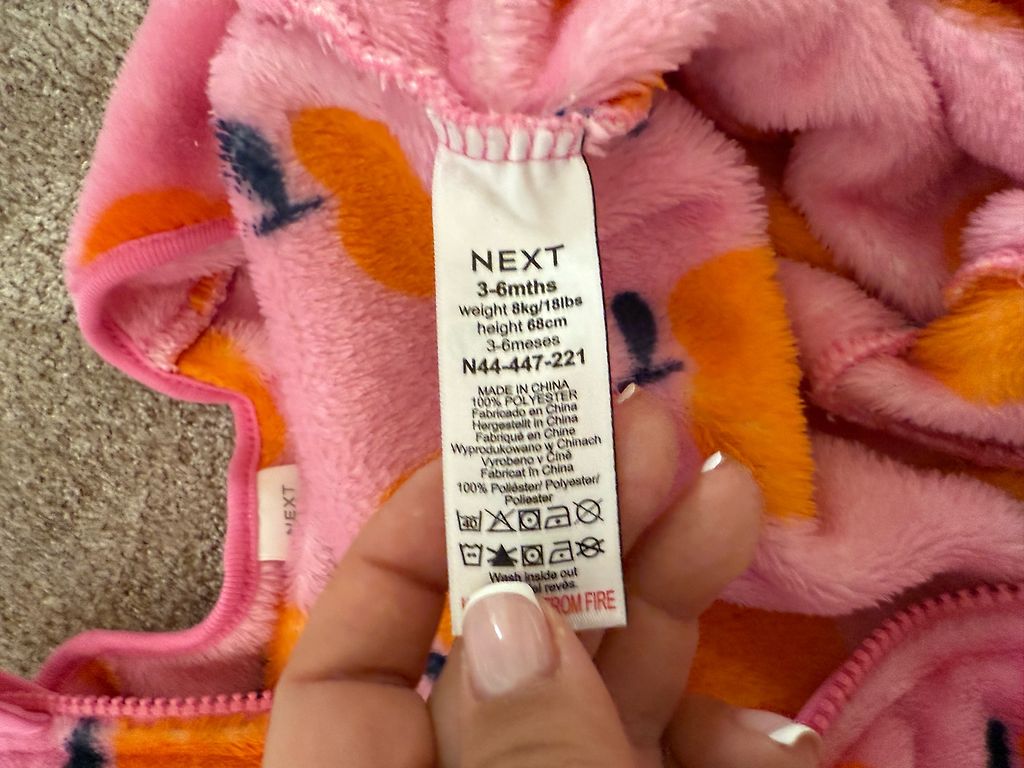 NEXT
3-6mths
weight 8kg/18lbs
height 68cm
3-6meses
N44-447-221
MADE IN CHINA
100% POLYESTER
Fabricado en China
Hergestellt in China
Fabriqué en Chine
Wyprodukowano w Chinach
Vyrobeno v Číně
Fabricat în China
100% Poliéster/ Polyester/
Poliester
40
Wash inside out
revés.
FROM FIRE
NEXT